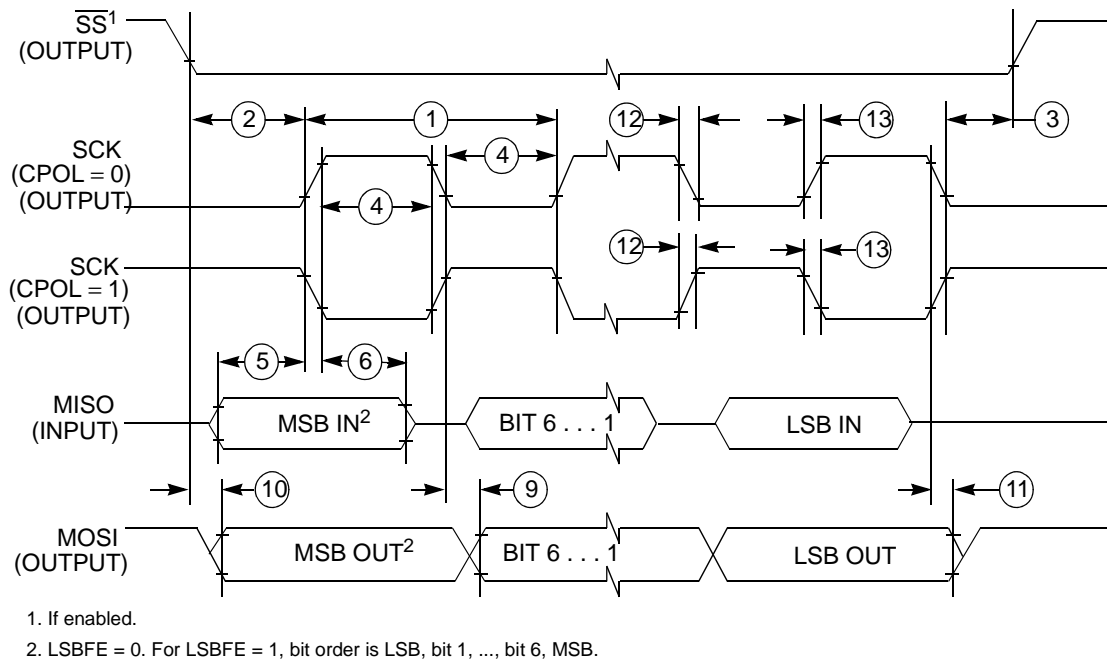 SS¹
(OUTPUT)
2
1
12
13
3
SCK
(CPOL = 0)
(OUTPUT)
4
4
SCK
(CPOL = 1)
(OUTPUT)
12
13
5
6
MISO
(INPUT)
MSB IN²
BIT 6 . . . 1
LSB IN
10
9
11
MOSI
(OUTPUT)
MSB OUT²
BIT 6 . . . 1
LSB OUT
1. If enabled.
2. LSBFE = 0. For LSBFE = 1, bit order is LSB, bit 1, ..., bit 6, MSB.